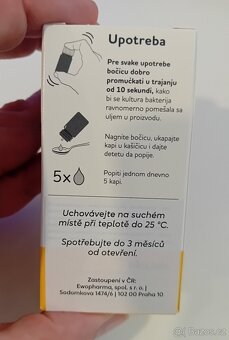 Upotreba
Pre svake upotrebe
bočicu dobro
promućkati u trajanju
od 10 sekundi, kako
bi se kultura bakterija
ravnomerno pomešala sa
uljem u proizvodu.
Nagnite bočicu, ukapajte
kapi u kašičicu i dajte
detetu da popije.
5x
Popiti jednom dnevno
5 kapi.
Uchovávejte na suchém
místě při teplotě do 25 °C.
Spotřebujte do 3 měsíců
od otevření.
Zastoupení v ČR:
Ewopharma, spol. s r. o. |
Sodomkova 1474/6 | 102 00 Praha 10